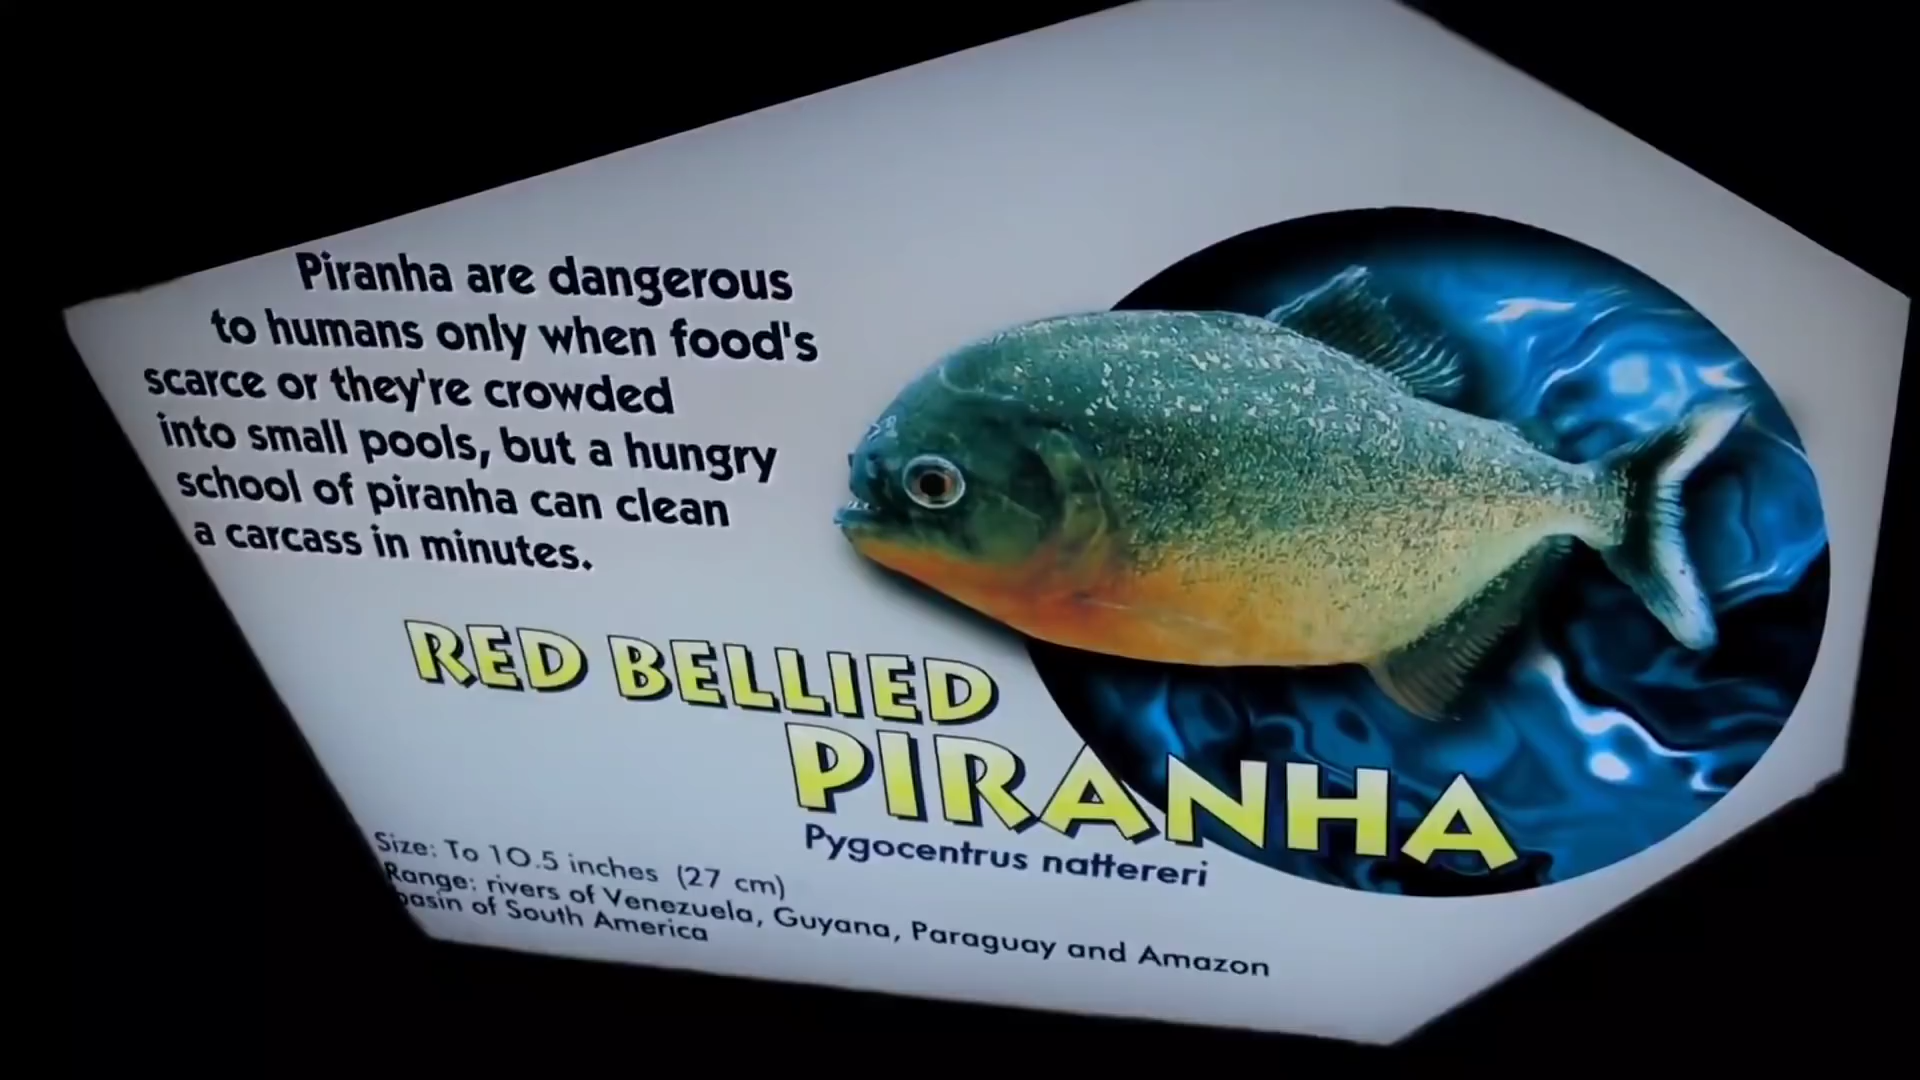 Piranha are dangerous
to humans only when food's
scarce or they're crowded
into small pools, but a hungry
school of piranha can clean
a carcass in minutes.
RED BELLIED
PIRANHA
Pygocentrus nattereri
Size: To 10.5 inches (27 cm)
Range: rivers of Venezuela, Guyana, Paraguay and Amazon
basin of South America